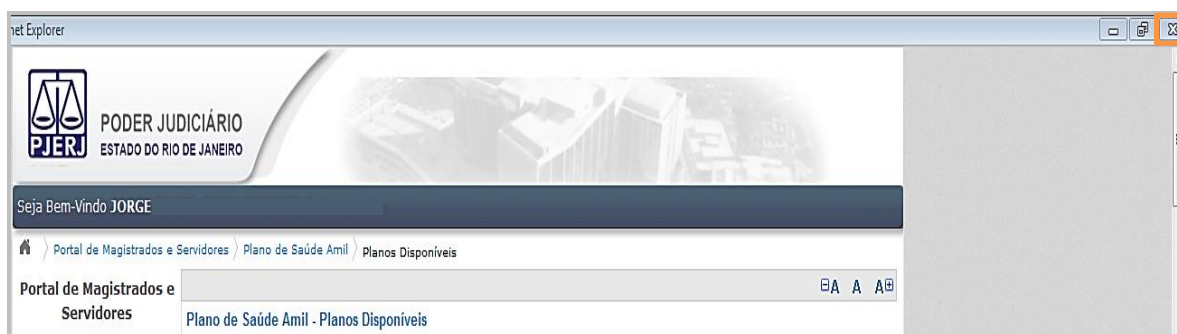 net Explorer
PODER JUDICIÁRIO
PJERJ
ESTADO DO RIO DE JANEIRO
Seja Bem-Vindo JORGE
Portal de Magistrados e Servidores Plano de Saúde Amil Planos Disponíveis
Portal de Magistrados e
Servidores
A A A
Plano de Saúde Amil - Planos Disponíveis